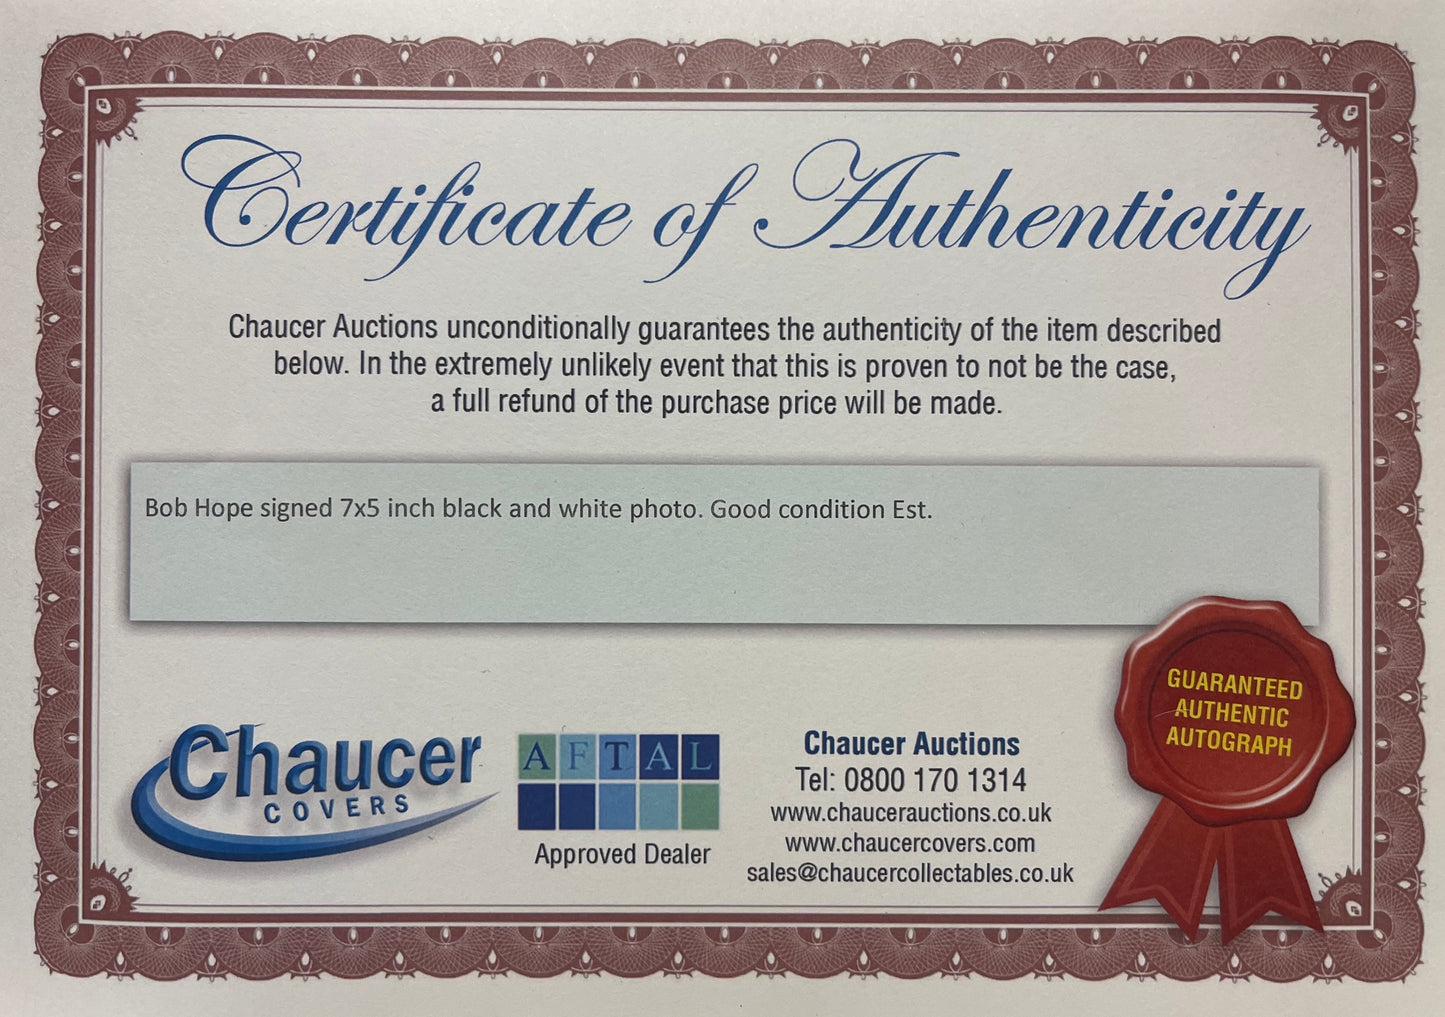 Certificate of Authenticity
Chaucer Auctions unconditionally guarantees the authenticity of the item described
below. In the extremely unlikely event that this is proven to not be the case,
a full refund of the purchase price will be made.
Bob Hope signed 7x5 inch black and white photo. Good condition Est.
GUARANTEED
AUTHENTIC
AUTOGRAPH
Chaucer
COVERS
AFTAL
Approved Dealer
Chaucer Auctions
Tel: 0800 170 1314
www.chaucerauctions.co.uk
www.chaucercovers.com
sales@chaucercollectables.co.uk